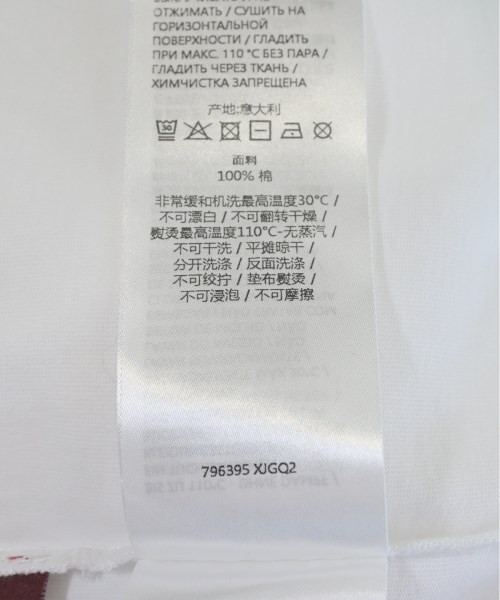 ОТЖИМАТЬ / СУШИТЬ НА
ГОРИЗОНТАЛЬНОЙ
ПОВЕРХНОСТИ / ГЛАДИТЬ
ПРИ МАКС. 110 °C БЕЗ ПАРА /
ГЛАДИТЬ ЧЕРЕЗ ТКАНЬ /
ХИМЧИСТКА ЗАПРЕЩЕНА
产地:意大利
30
面料
100% 棉
非常缓和机洗最高温度30°C /
不可漂白 / 不可翻转干燥 /
熨烫最高温度110°C-无蒸汽 /
不可干洗 / 平摊晾干 /
分开洗涤 / 反面洗涤 /
不可绞拧 / 垫布熨烫 /
不可浸泡 / 不可摩擦
796395 XJGQ2